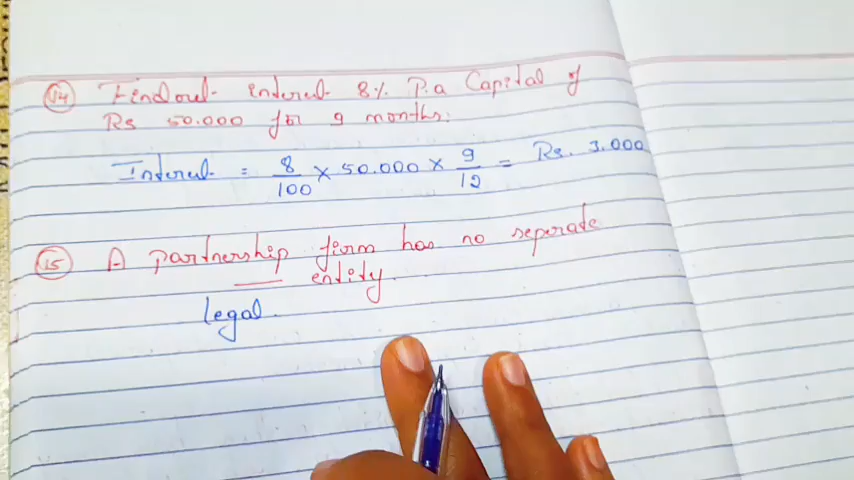 14 Find out interest 8% P.a Capital of
Rs 50.000 for 9 months.
Interest = 8/100 × 50.000 × 9/12 = Rs. 3.000
15 A partnership firm has no seperate
____ entity.
legal.